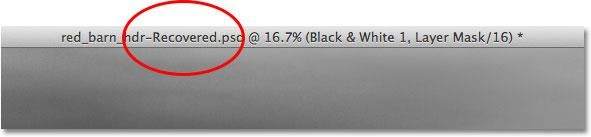 red_barn_hdr-Recovered.psd @ 16.7% (Black & White 1, Layer Mask/16) *